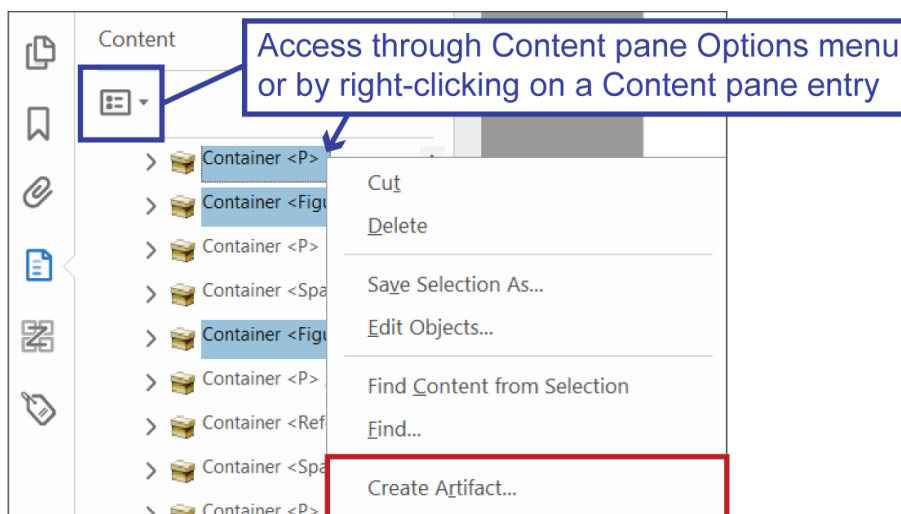 Content
Access through Content pane Options menu
or by right-clicking on a Content pane entry
Container <P>
Container <Figu
Container <P>
Container <Spa
Container <Figu
Container <P>
Container <Ref
Container <Spa
Container <P>
Cut
Delete
Save Selection As...
Edit Objects...
Find Content from Selection
Find...
Create Artifact...